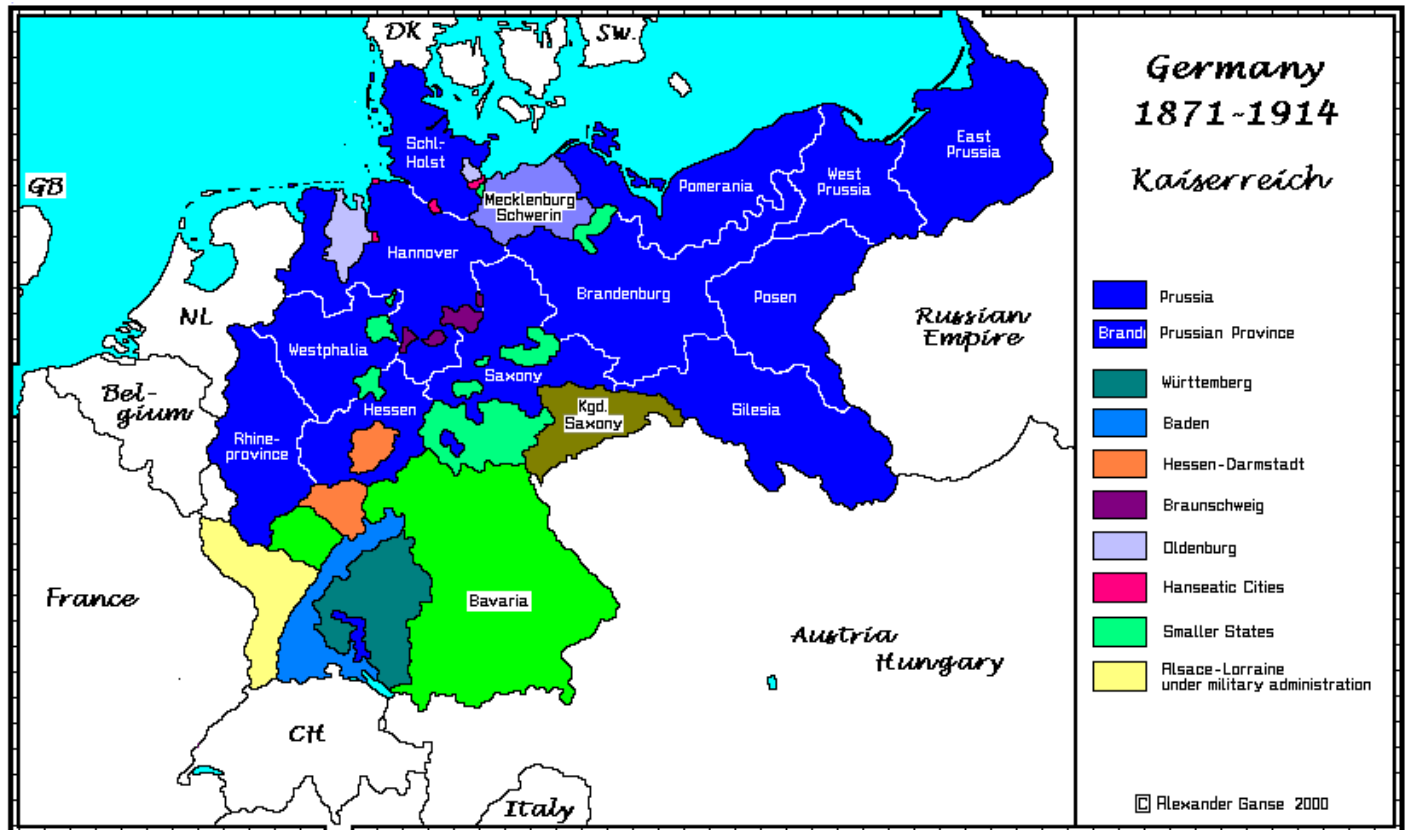 DK
Sw.
GB
NL
Bel-
gium
France
CH
Italy
Austria
Hungary
Russian
Empire
Schl-
Holst
Mecklenburg
Schwerin
Pomerania
West
Prussia
East
Prussia
Hannover
Brandenburg
Posen
Westphalia
Saxony
Hessen
Kgd.
Saxony
Silesia
Rhine-
province
Bavaria
Germany
1871-1914
Kaiserreich
Prussia
Brand
Prussian Province
Württemberg
Baden
Hessen-Darmstadt
Braunschweig
Oldenburg
Hanseatic Cities
Smaller States
Alsace-Lorraine
under military administration
C Alexander Ganse 2000